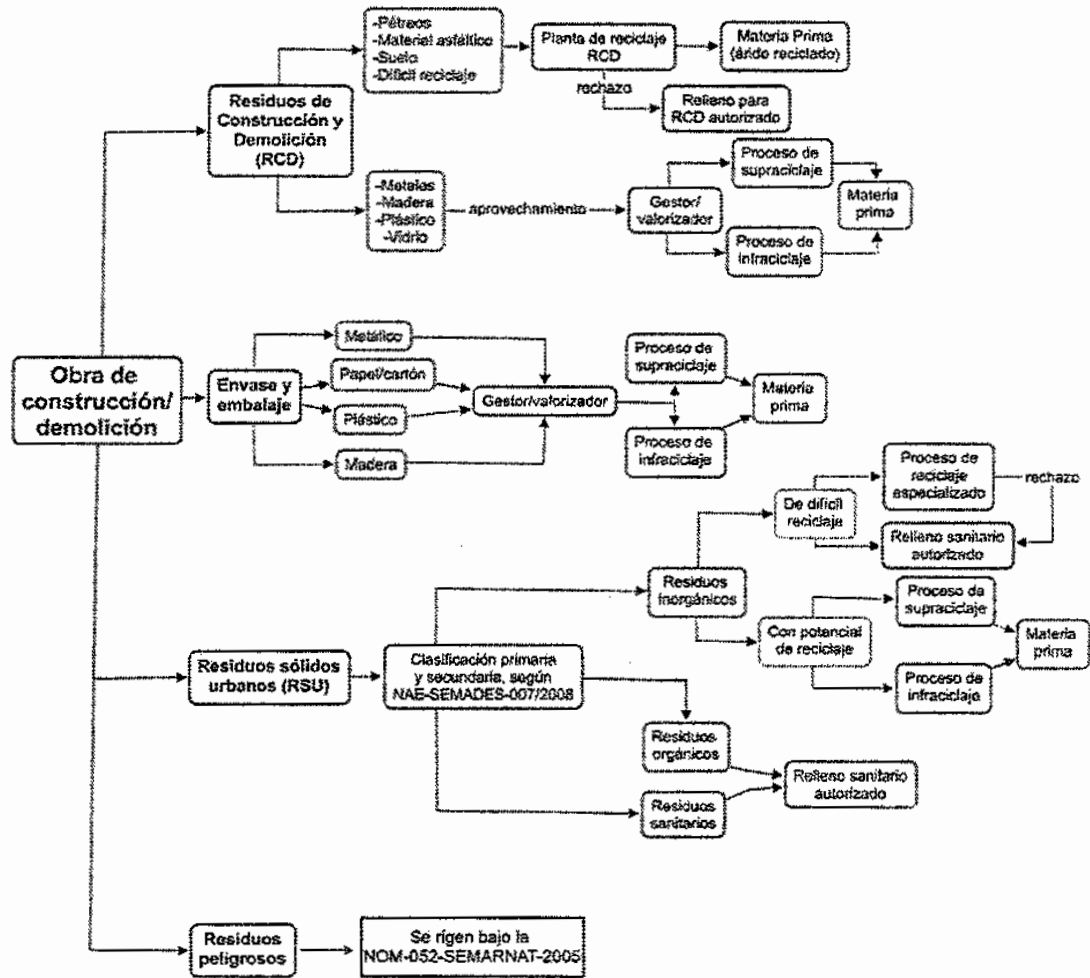 Obra de
construcción/
demolición
Residuos de
Construcción y
Demolición
(RCD)
-Pétreos
-Material asfáltico
-Suelo
-Difícil reciclaje
Planta de reciclaje
RCD
Materia Prima
(árido reciclado)
rechazo
Relleno para
RCD autorizado
-Metales
-Madera
-Plástico
-Vidrio
aprovechamiento
Gestor/
valorizador
Proceso de
supraciclaje
Proceso de
infraciclaje
Materia
prima
Envase y
embalaje
Metálico
Papel/cartón
Plástico
Madera
Gestor/valorizador
Proceso de
supraciclaje
Proceso de
infraciclaje
Materia
prima
Residuos sólidos
urbanos (RSU)
Clasificación primaria
y secundaria, según
NAE-SEMADES-007/2008
Residuos
inorgánicos
De difícil
reciclaje
Proceso de
reciclaje
especializado
rechazo
Relleno sanitario
autorizado
Con potencial
de reciclaje
Proceso de
supraciclaje
Proceso de
infraciclaje
Materia
prima
Residuos
orgánicos
Residuos
sanitarios
Relleno sanitario
autorizado
Residuos
peligrosos
Se rigen bajo la
NOM-052-SEMARNAT-2005